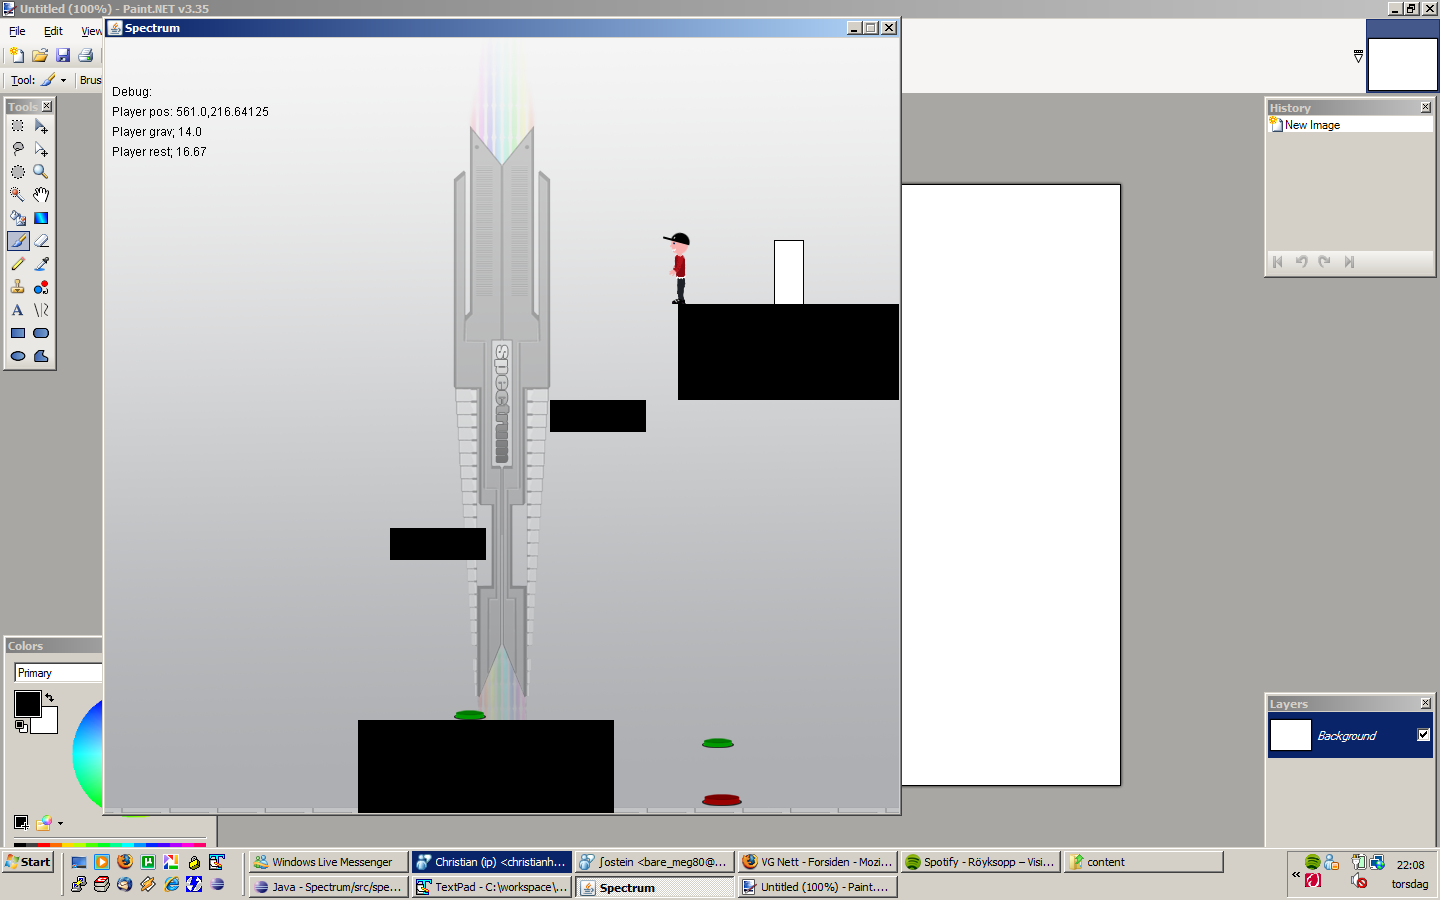 Untitled (100%) - Paint.NET v3.35
File Edit View
Spectrum
Tool: Brus
Tools
Debug:
Player pos: 561.0,216.64125
Player grav; 14.0
Player rest; 16.67
spectrum
History
New Image
Colors
Primary
Layers
Background
Start
Windows Live Messenger
Christian (ip) <christianh...
ʃostein <bare_meg80@...
VG Nett - Forsiden - Mozi...
Spotify - Röyksopp – Visi...
content
22:08
Java - Spectrum/src/spe...
TextPad - C:\workspace\...
Spectrum
Untitled (100%) - Paint....
torsdag